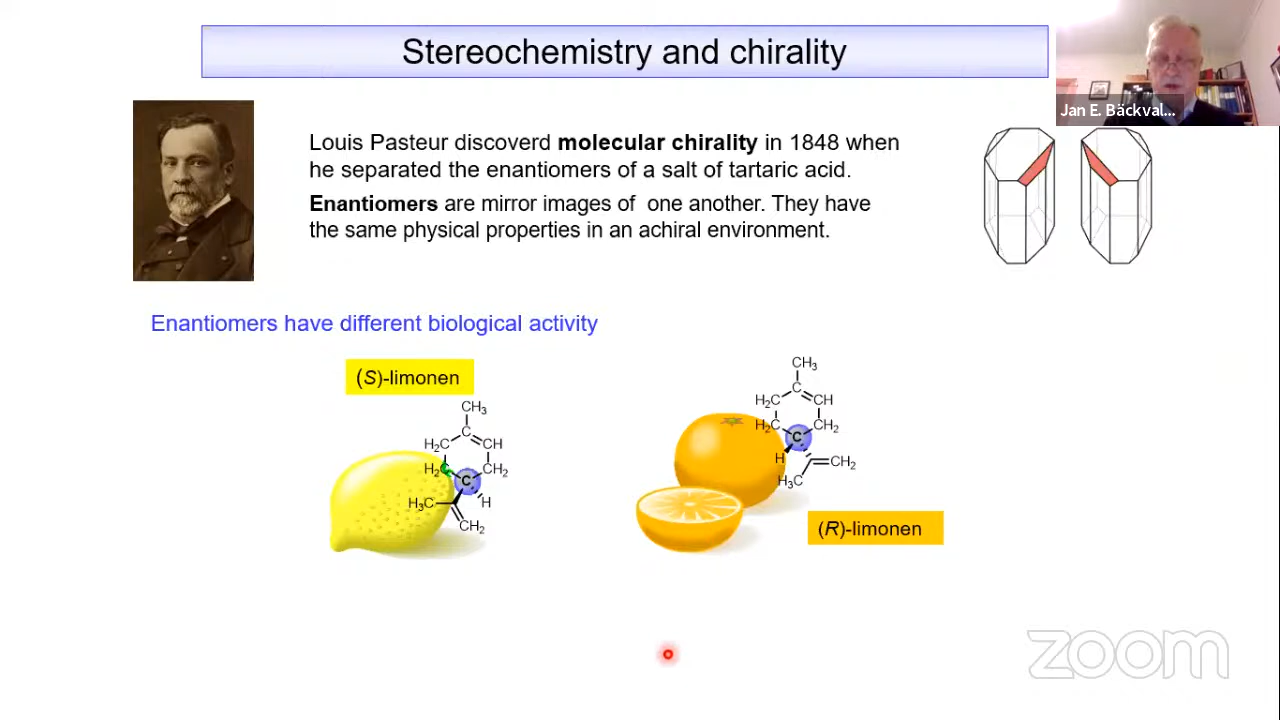 Stereochemistry and chirality
Jan E. Bäckval...
Louis Pasteur discoverd molecular chirality in 1848 when
he separated the enantiomers of a salt of tartaric acid.
Enantiomers are mirror images of one another. They have
the same physical properties in an achiral environment.
Enantiomers have different biological activity
(S)-limonen
CH₃
H₂C CH
H₂C CH₂
C
H₃C H
CH₂
CH₃
C
H₂C CH
H₂C CH₂
C
H
CH₂
H₃C
(R)-limonen
zoom